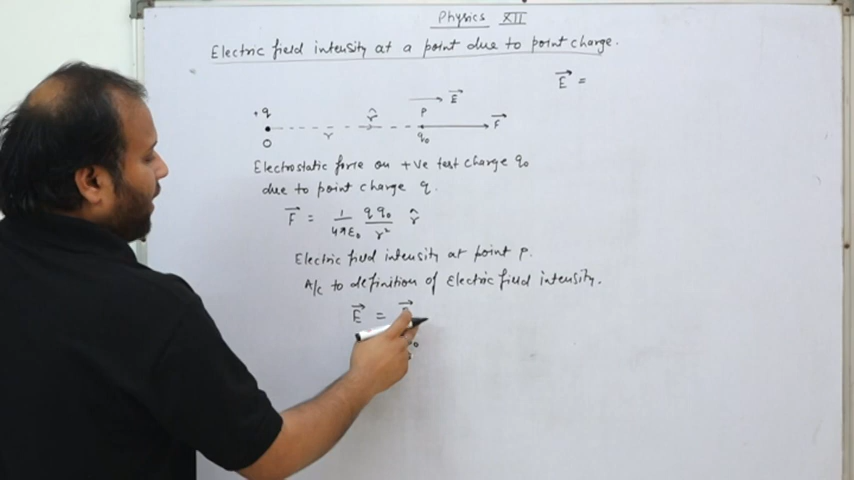 Physics XII
Electric field intensity at a point due to point charge.
E⃗ =
+q r r̂ P E⃗ F⃗
O q₀
Electrostatic force on +ve test charge q₀
due to point charge q.
F⃗ = 1/4πε₀ qq₀/r² r̂
Electric field intensity at point P.
A/c to definition of Electric field intensity.
E⃗ =